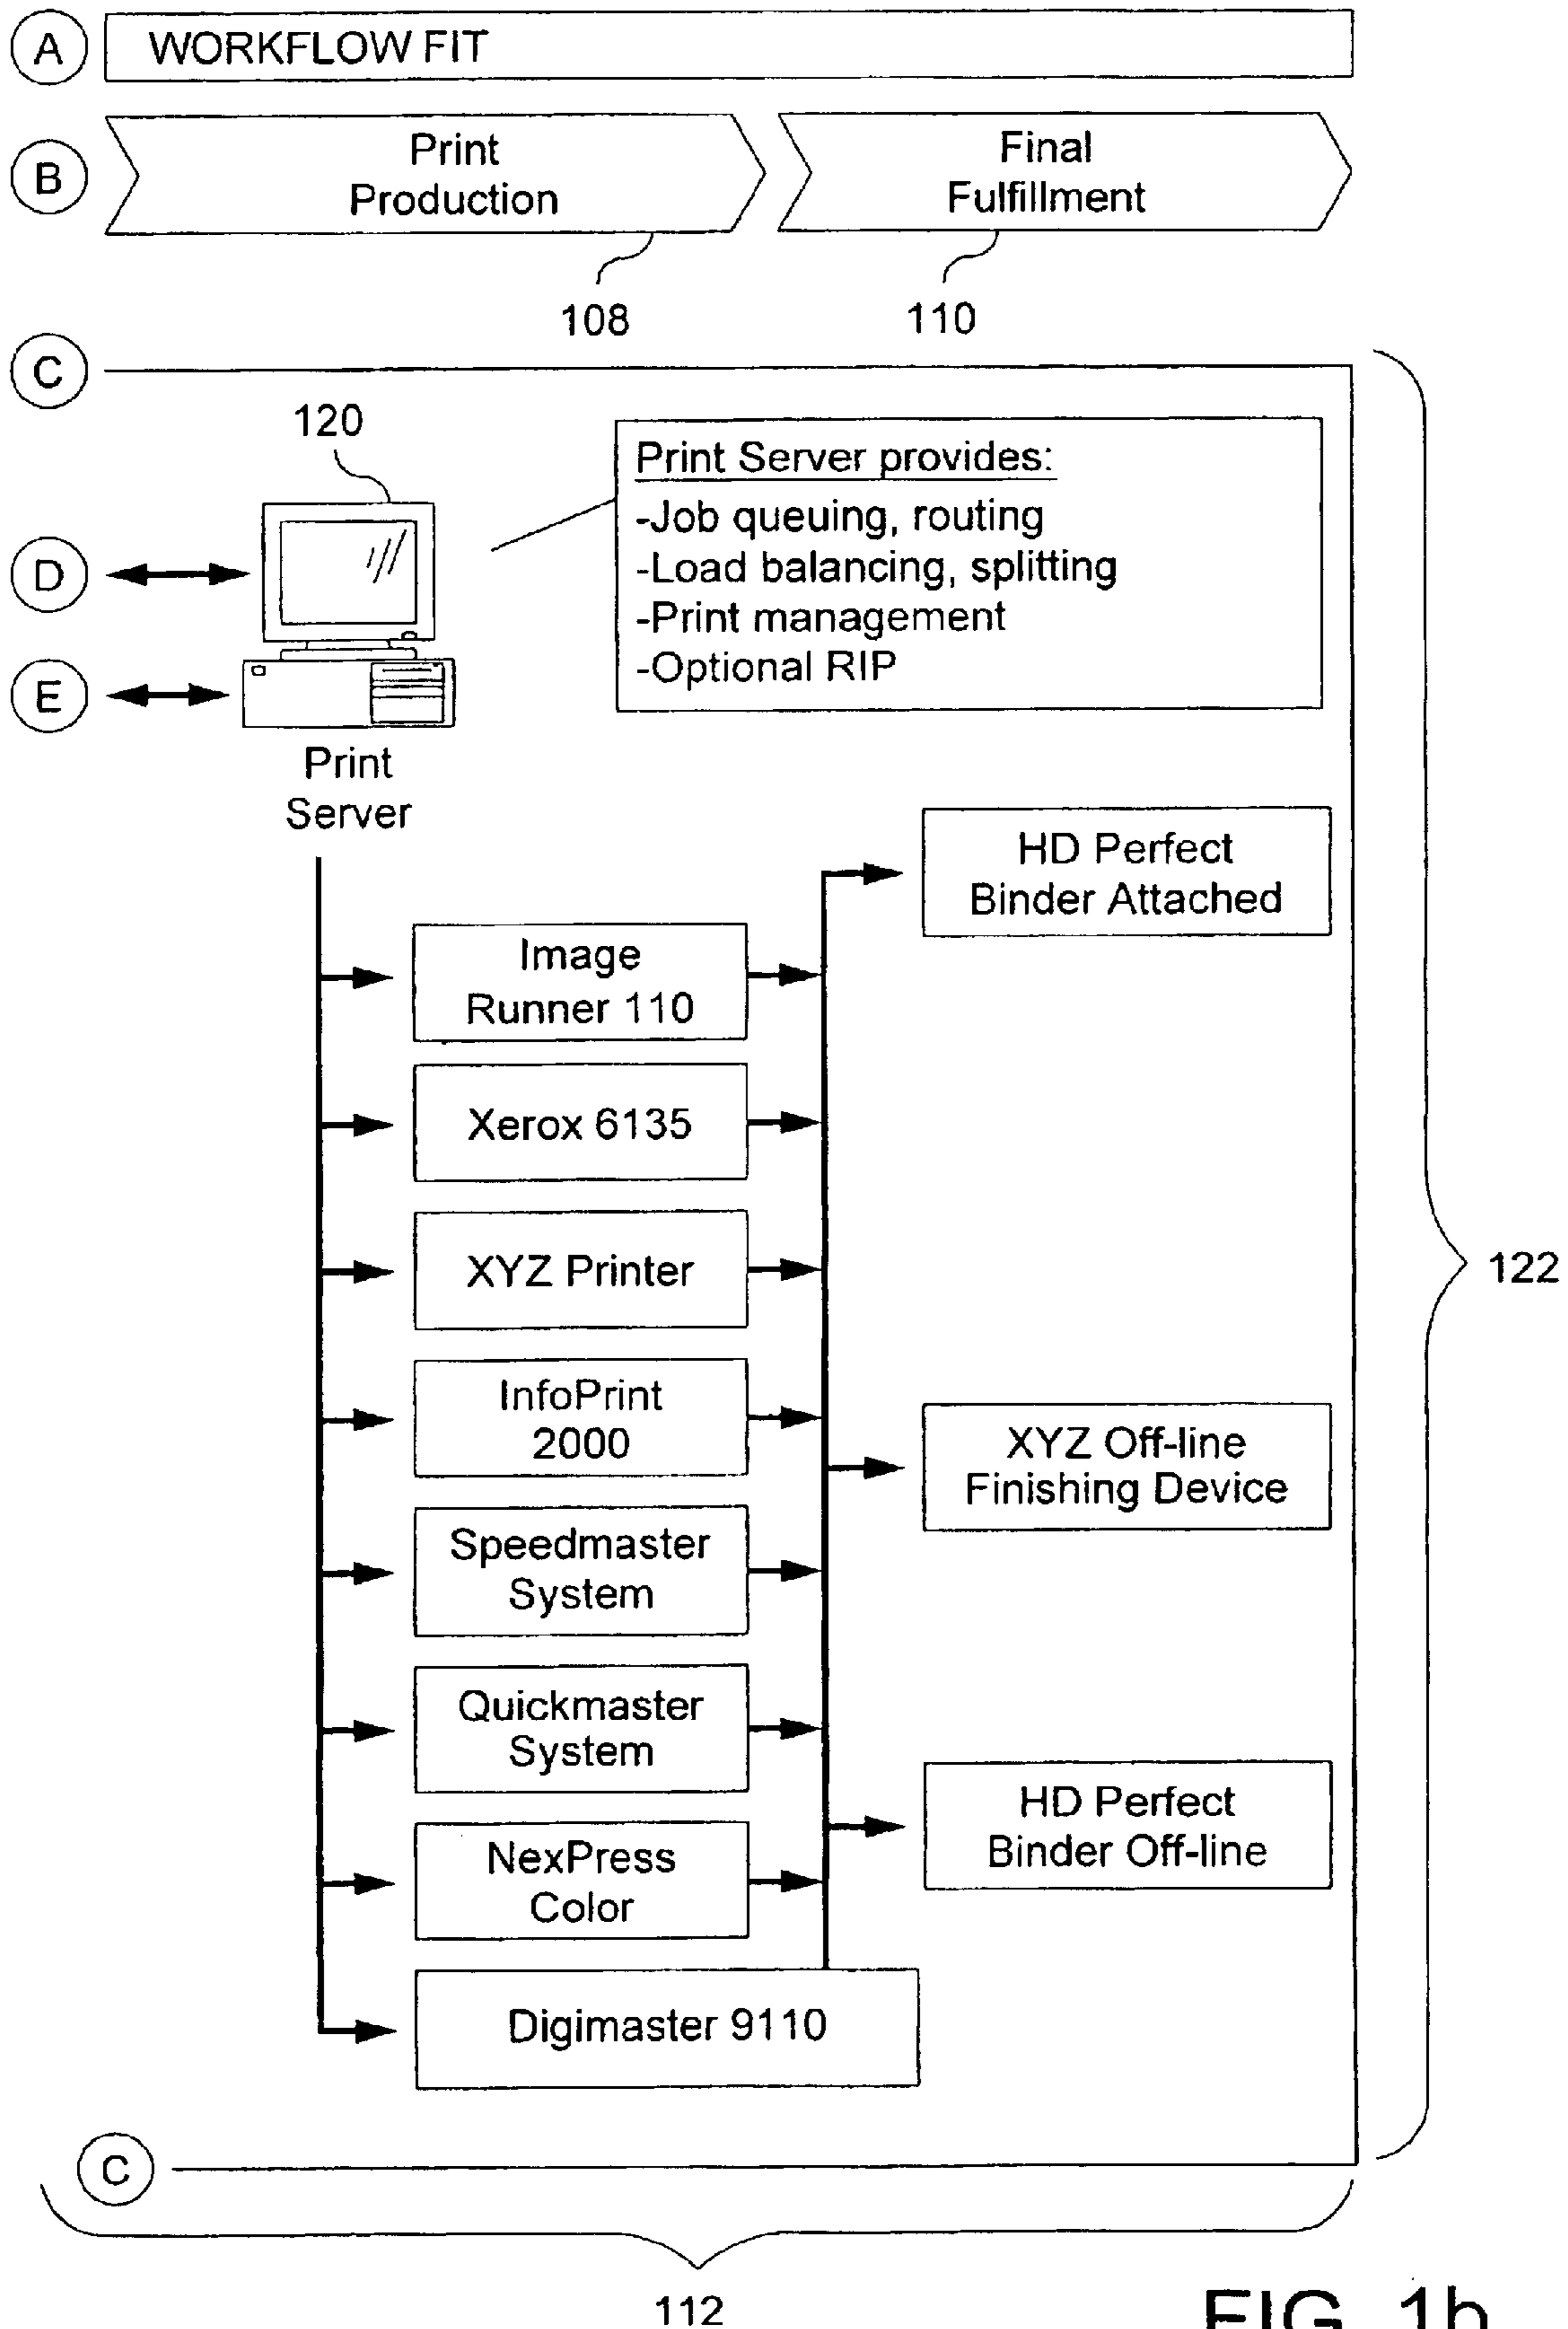 A
WORKFLOW FIT
B
Print
Production
Final
Fulfillment
108
110
C
120
Print Server provides:
-Job queuing, routing
-Load balancing, splitting
-Print management
-Optional RIP
D
E
Print
Server
HD Perfect
Binder Attached
Image
Runner 110
Xerox 6135
XYZ Printer
122
InfoPrint
2000
XYZ Off-line
Finishing Device
Speedmaster
System
Quickmaster
System
HD Perfect
Binder Off-line
NexPress
Color
Digimaster 9110
C
112
FIG. 1b